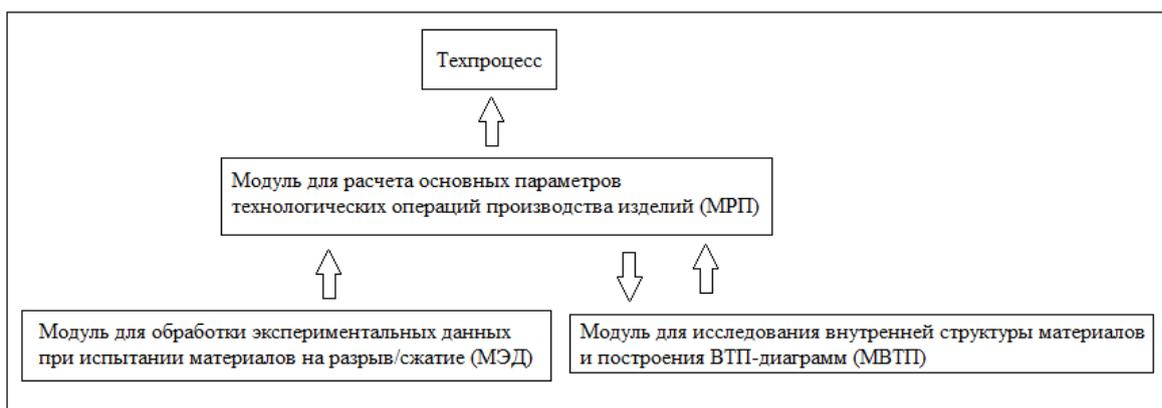 Техпроцесс
Модуль для расчета основных параметров
технологических операций производства изделий (МРП)
Модуль для обработки экспериментальных данных
при испытании материалов на разрыв/сжатие (МЭД)
Модуль для исследования внутренней структуры материалов
и построения ВТП-диаграмм (МВТП)